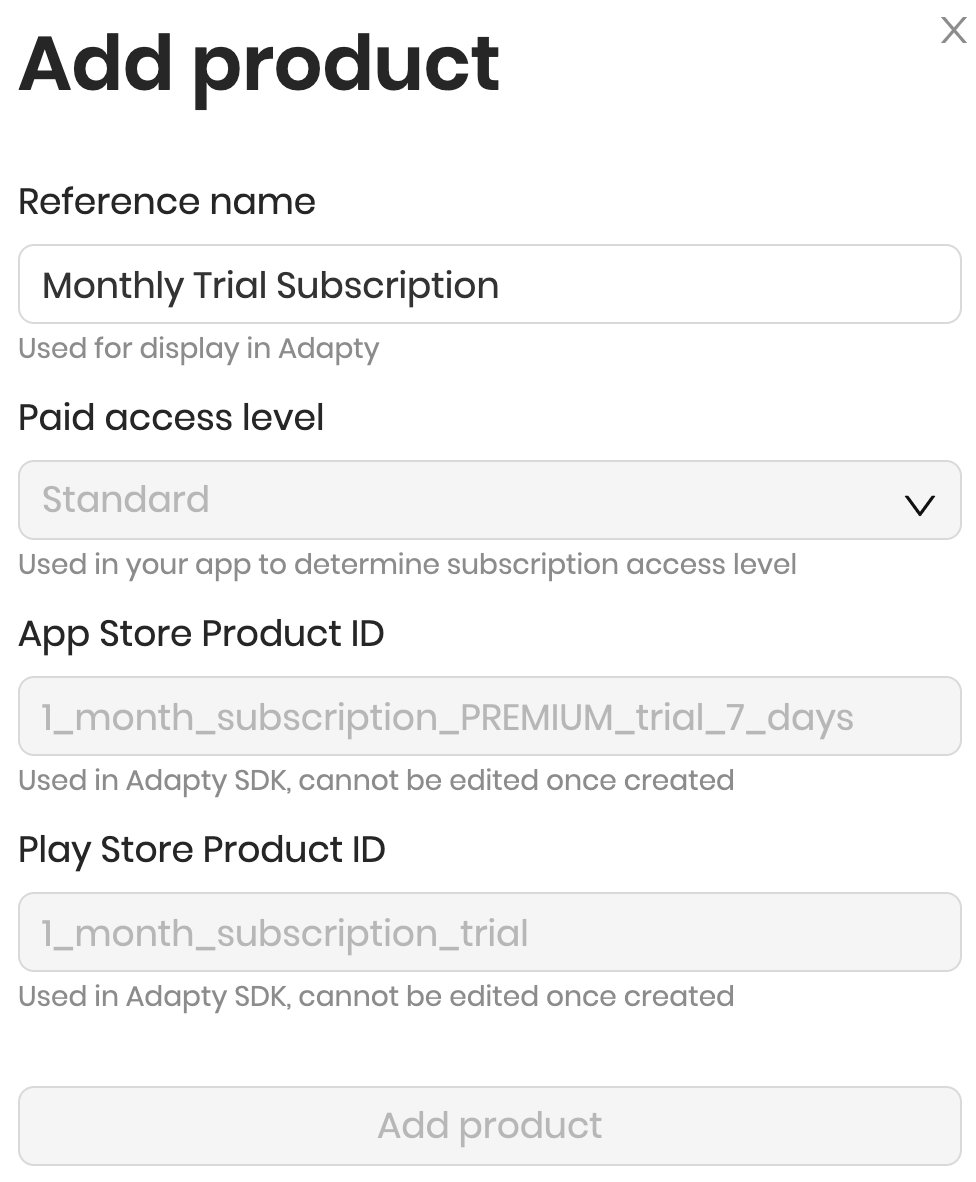 Add product
Reference name
Monthly Trial Subscription
Used for display in Adapty
Paid access level
Standard
Used in your app to determine subscription access level
App Store Product ID
1_month_subscription_PREMIUM_trial_7_days
Used in Adapty SDK, cannot be edited once created
Play Store Product ID
1_month_subscription_trial
Used in Adapty SDK, cannot be edited once created
Add product